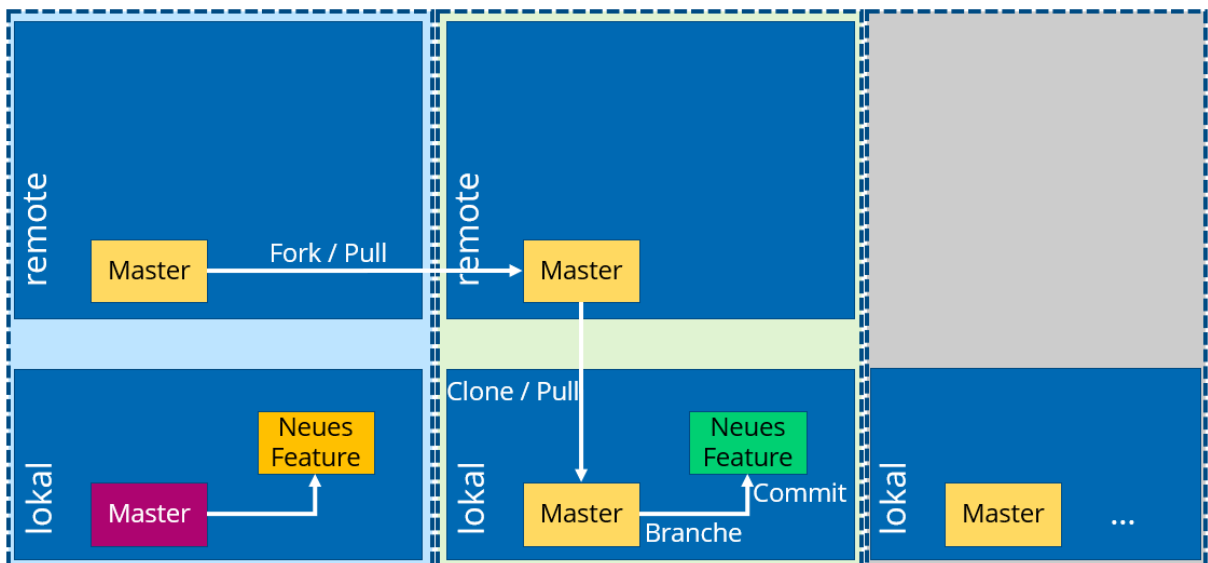 remote
Master
Fork / Pull
remote
Master
lokal
Master
Neues
Feature
Clone / Pull
lokal
Master
Branche
Neues
Feature
Commit
lokal
Master
...